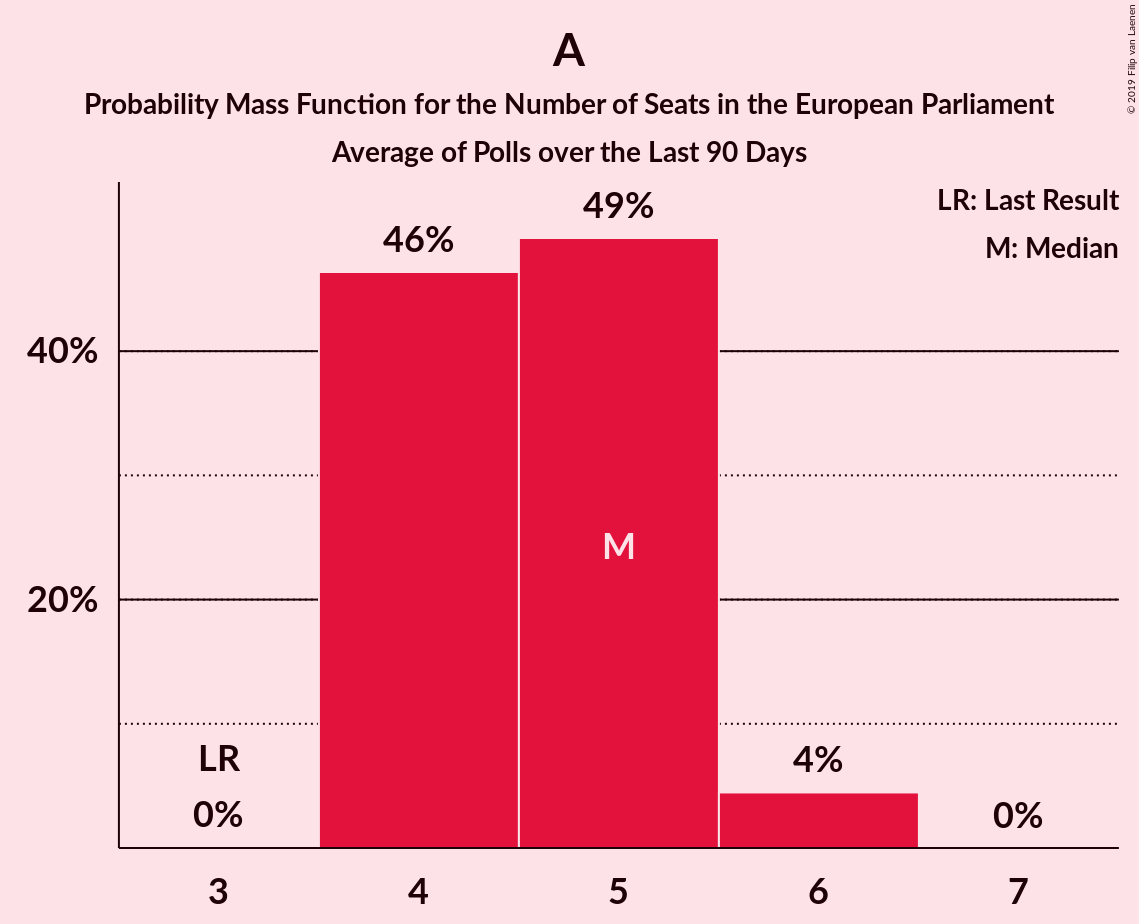 A
Probability Mass Function for the Number of Seats in the European Parliament
Average of Polls over the Last 90 Days
© 2019 Filip van Laenen
LR: Last Result
M: Median
49%
46%
40%
M
20%
LR
0%
4%
0%
3 4 5 6 7